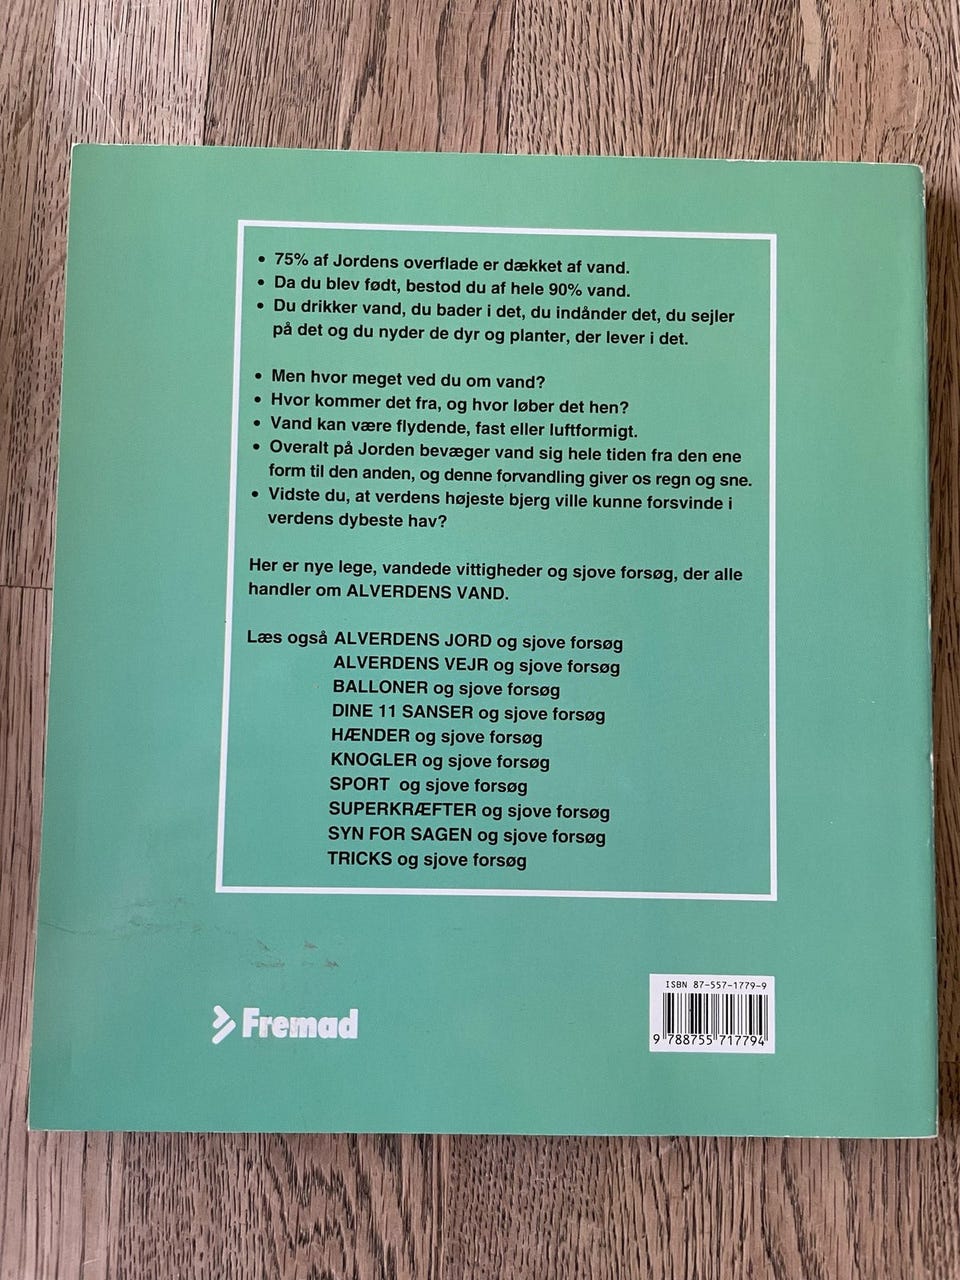 • 75% af Jordens overflade er dækket af vand.
• Da du blev født, bestod du af hele 90% vand.
• Du drikker vand, du bader i det, du indånder det, du sejler
på det og du nyder de dyr og planter, der lever i det.
• Men hvor meget ved du om vand?
• Hvor kommer det fra, og hvor løber det hen?
• Vand kan være flydende, fast eller luftformigt.
• Overalt på Jorden bevæger vand sig hele tiden fra den ene
form til den anden, og denne forvandling giver os regn og sne.
• Vidste du, at verdens højeste bjerg ville kunne forsvinde i
verdens dybeste hav?
Her er nye lege, vandede vittigheder og sjove forsøg, der alle
handler om ALVERDENS VAND.
Læs også ALVERDENS JORD og sjove forsøg
ALVERDENS VEJR og sjove forsøg
BALLONER og sjove forsøg
DINE 11 SANSER og sjove forsøg
HÆNDER og sjove forsøg
KNOGLER og sjove forsøg
SPORT og sjove forsøg
SUPERKRÆFTER og sjove forsøg
SYN FOR SAGEN og sjove forsøg
TRICKS og sjove forsøg
Fremad
ISBN 87-557-1779-9
9 788755 717794